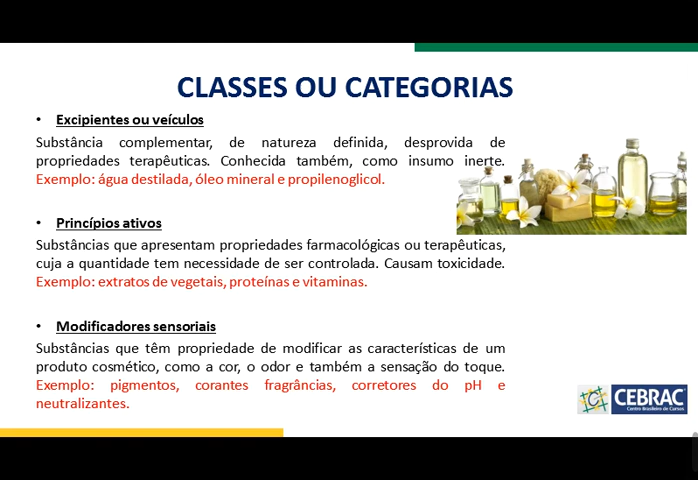 CLASSES OU CATEGORIAS
• Excipientes ou veículos
Substância complementar, de natureza definida, desprovida de
propriedades terapêuticas. Conhecida também, como insumo inerte.
Exemplo: água destilada, óleo mineral e propilenoglicol.
• Princípios ativos
Substâncias que apresentam propriedades farmacológicas ou terapêuticas,
cuja a quantidade tem necessidade de ser controlada. Causam toxicidade.
Exemplo: extratos de vegetais, proteínas e vitaminas.
• Modificadores sensoriais
Substâncias que têm propriedade de modificar as características de um
produto cosmético, como a cor, o odor e também a sensação do toque.
Exemplo: pigmentos, corantes fragrâncias, corretores do pH e
neutralizantes.
CEBRAC
Centro Brasileiro de Cursos